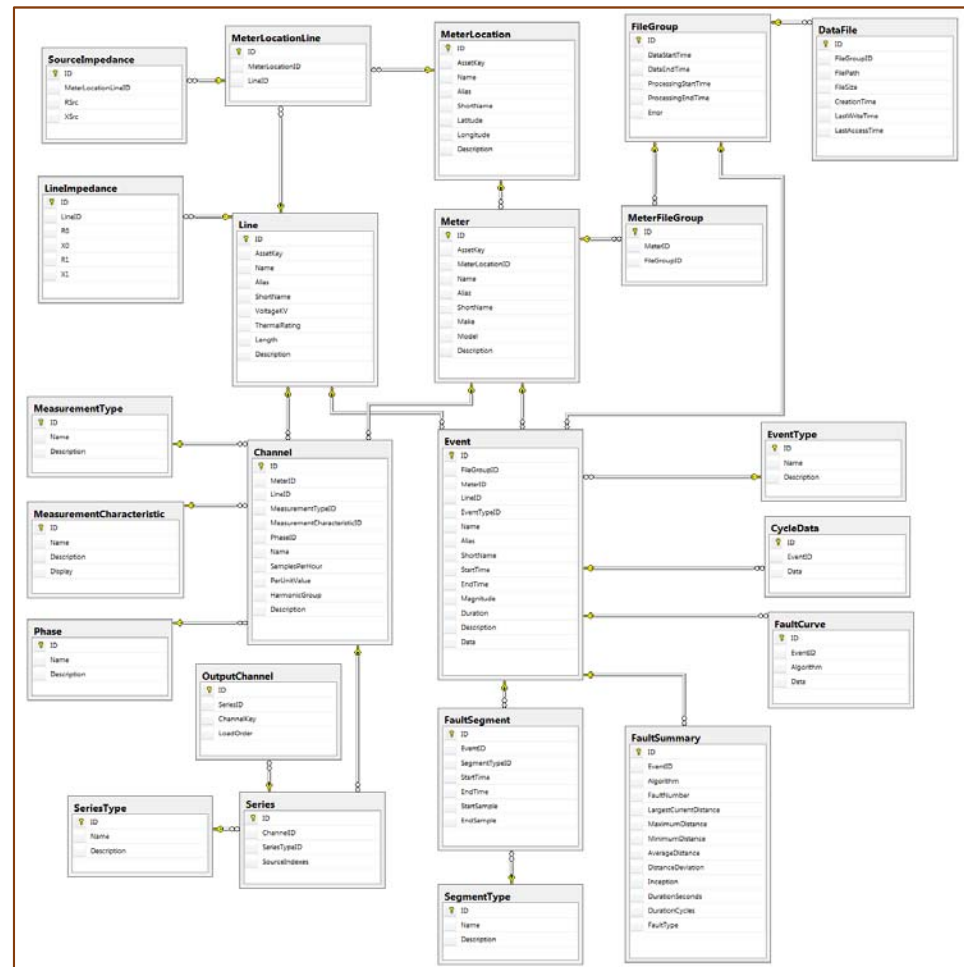 SourceImpedance
ID
MeterLocationLineID
RSrc
XSrc
MeterLocationLine
ID
MeterLocationID
LineID
MeterLocation
ID
AssetKey
Name
Alias
ShortName
Latitude
Longitude
Description
FileGroup
ID
DataStartTime
DataEndTime
ProcessingStartTime
ProcessingEndTime
Error
DataFile
ID
FileGroupID
FilePath
FileSize
CreationTime
LastWriteTime
LastAccessTime
LineImpedance
ID
LineID
R0
X0
R1
X1
Line
ID
AssetKey
Name
Alias
ShortName
VoltageKV
ThermalRating
Length
Description
Meter
ID
AssetKey
MeterLocationID
Name
Alias
ShortName
Make
Model
Description
MeterFileGroup
ID
MeterID
FileGroupID
MeasurementType
ID
Name
Description
MeasurementCharacteristic
ID
Name
Description
Display
Phase
ID
Name
Description
Channel
ID
MeterID
LineID
MeasurementTypeID
MeasurementCharacteristicID
PhaseID
Name
SamplesPerHour
PerUnitValue
HarmonicGroup
Description
Event
ID
FileGroupID
MeterID
LineID
EventTypeID
Name
Alias
ShortName
StartTime
EndTime
Magnitude
Duration
Description
Data
EventType
ID
Name
Description
CycleData
ID
EventID
Data
FaultCurve
ID
EventID
Algorithm
Data
OutputChannel
ID
SeriesID
ChannelKey
LoadOrder
SeriesType
ID
Name
Description
Series
ID
ChannelID
SeriesTypeID
SourceIndexes
FaultSegment
ID
EventID
SegmentTypeID
StartTime
EndTime
StartSample
EndSample
SegmentType
ID
Name
Description
FaultSummary
ID
EventID
Algorithm
FaultNumber
LargestCurrentDistance
MaximumDistance
MinimumDistance
AverageDistance
DistanceDeviation
Inception
DurationSeconds
DurationCycles
FaultType